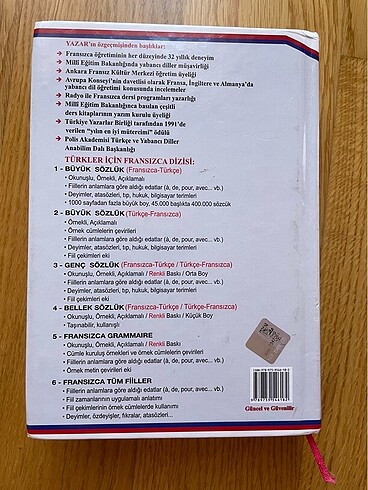 YAZAR'ın özgeçmişinden başlıklar:
Fransızca öğretiminin her düzeyinde 32 yıllık deneyim
Milli Eğitim Bakanlığında yabancı diller müşavirliği
Ankara Fransız Kültür Merkezi öğretim üyeliği
Avrupa Konseyi'nin davetlisi olarak Fransa, İngiltere ve Almanya'da
yabancı dil öğretimi konusunda incelemeler
Radyo ile Fransızca dersi programları yazarlığı
Milli Eğitim Bakanlığınca basılan çeşitli
ders kitaplarının yazım kurulu üyeliği
Türkiye Yazarlar Birliği tarafından 1991'de
verilen "yılın en iyi mütercimi" ödülü
Polis Akademisi Türkçe ve Yabancı Diller
Anabilim Dalı Başkanlığı
TÜRKLER İÇİN FRANSIZCA DİZİSİ:
1 - BÜYÜK SÖZLÜK (Fransızca-Türkçe)
• Okunuşlu, Örnekli, Açıklamalı
• Fiillerin anlamlara göre aldığı edatlar (à, de, pour, avec... vb.)
• Deyimler, atasözleri, tıp, hukuk, bilgisayar terimleri
• 1000 sayfadan fazla büyük boy, 45.000 başlıkta 400.000 sözcük
2 - BÜYÜK SÖZLÜK (Türkçe-Fransızca)
• Örnekli, Açıklamalı
• Örnek cümlelerin çevirileri
• Fiillerin anlamlara göre aldığı edatlar (à, de, pour, avec... vb.)
• Deyimler, atasözleri, tıp, hukuk, bilgisayar terimleri
• Fiil çekimleri eki
3 - GENÇ SÖZLÜK (Fransızca-Türkçe / Türkçe-Fransızca)
• Okunuşlu, Örnekli, Açıklamalı / Renkli Baskı / Orta Boy
• Fiillerin anlamlara göre aldığı edatlar (à, de, pour, avec... vb.)
• Deyimler, atasözleri, tıp, hukuk, bilgisayar terimleri
• Fiil çekimleri eki
4 - BELLEK SÖZLÜK (Fransızca-Türkçe / Türkçe-Fransızca)
• Okunuşlu, Örnekli, Açıklamalı / Renkli Baskı / Küçük Boy
• Taşınabilir, kullanışlı
5 - FRANSIZCA GRAMMAIRE
• Okunuşlu, Örnekli, Açıklamalı / Renkli Baskı
• Cümle kuruluş örnekleri ve örnek cümlelerin çevirileri
• Fiillerin anlamlara göre aldığı edatlar (à, de, pour, avec... vb.)
• Örnek metin çevirileri eki
6 - FRANSIZCA TÜM FİİLLER
• Fiillerin anlamlara göre aldığı edatlar (à, de, pour, avec... vb.)
• Fiil zamanlarının uygulamalı anlatımı
• Fiil çekimlerinin örnek cümlelerde kullanımı
• Deyimler, özdeyişler, fıkralar, atasözleri...
Güncel ve Güvenilir